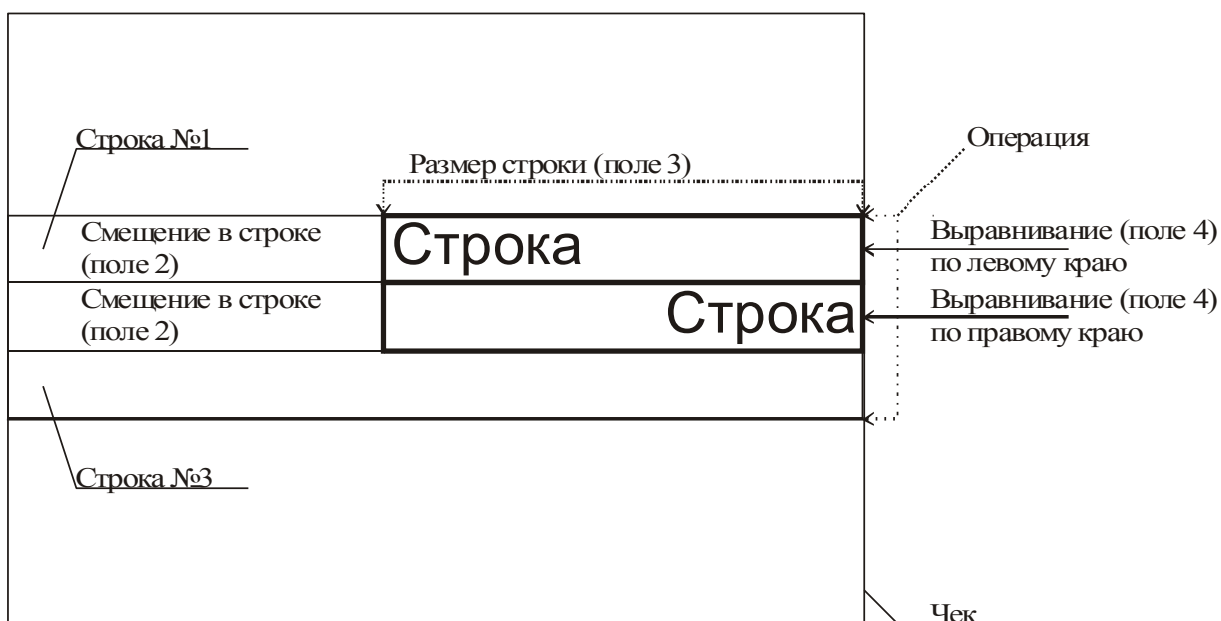 Строка №1
Операция
Размер строки (поле 3)
Смещение в строке
(поле 2)
Строка
Выравнивание (поле 4)
по левому краю
Смещение в строке
(поле 2)
Строка
Выравнивание (поле 4)
по правому краю
Строка №3
Чек